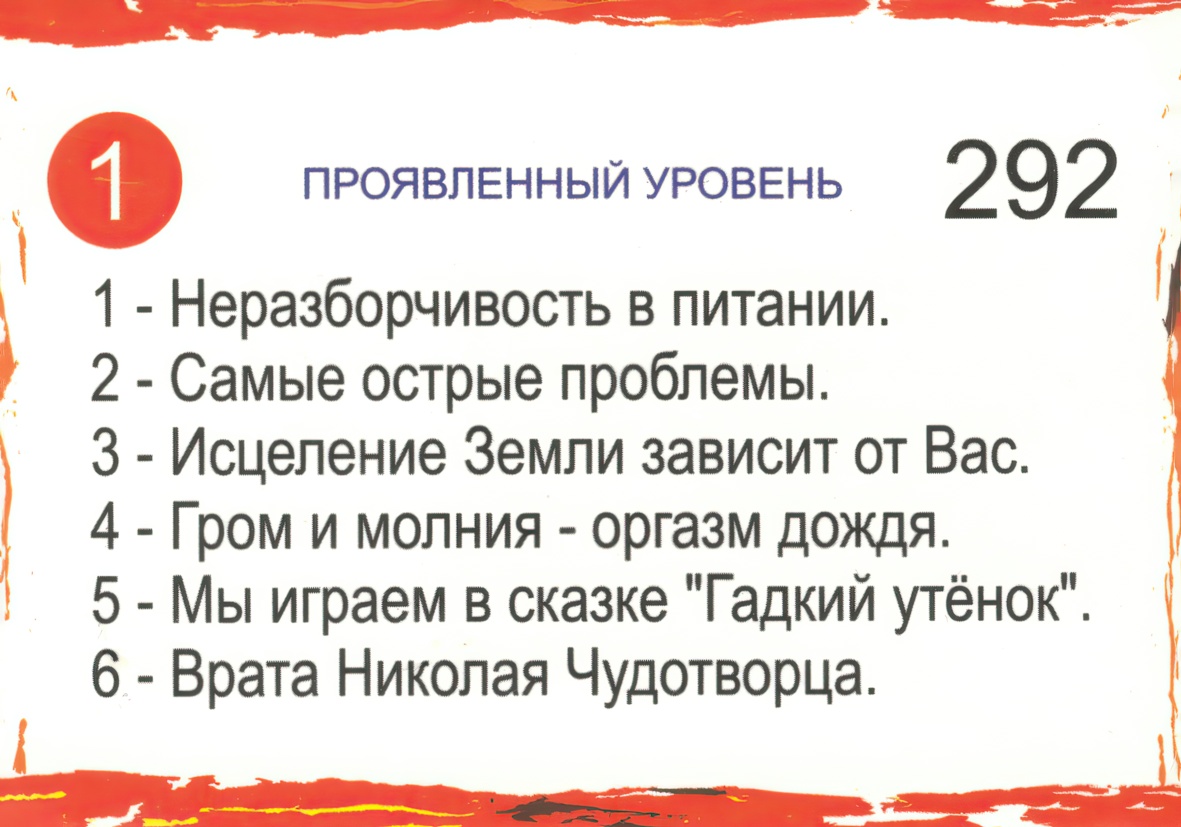 1 ПРОЯВЛЕННЫЙ УРОВЕНЬ 292
1 - Неразборчивость в питании.
2 - Самые острые проблемы.
3 - Исцеление Земли зависит от Вас.
4 - Гром и молния - оргазм дождя.
5 - Мы играем в сказке "Гадкий утёнок".
6 - Врата Николая Чудотворца.